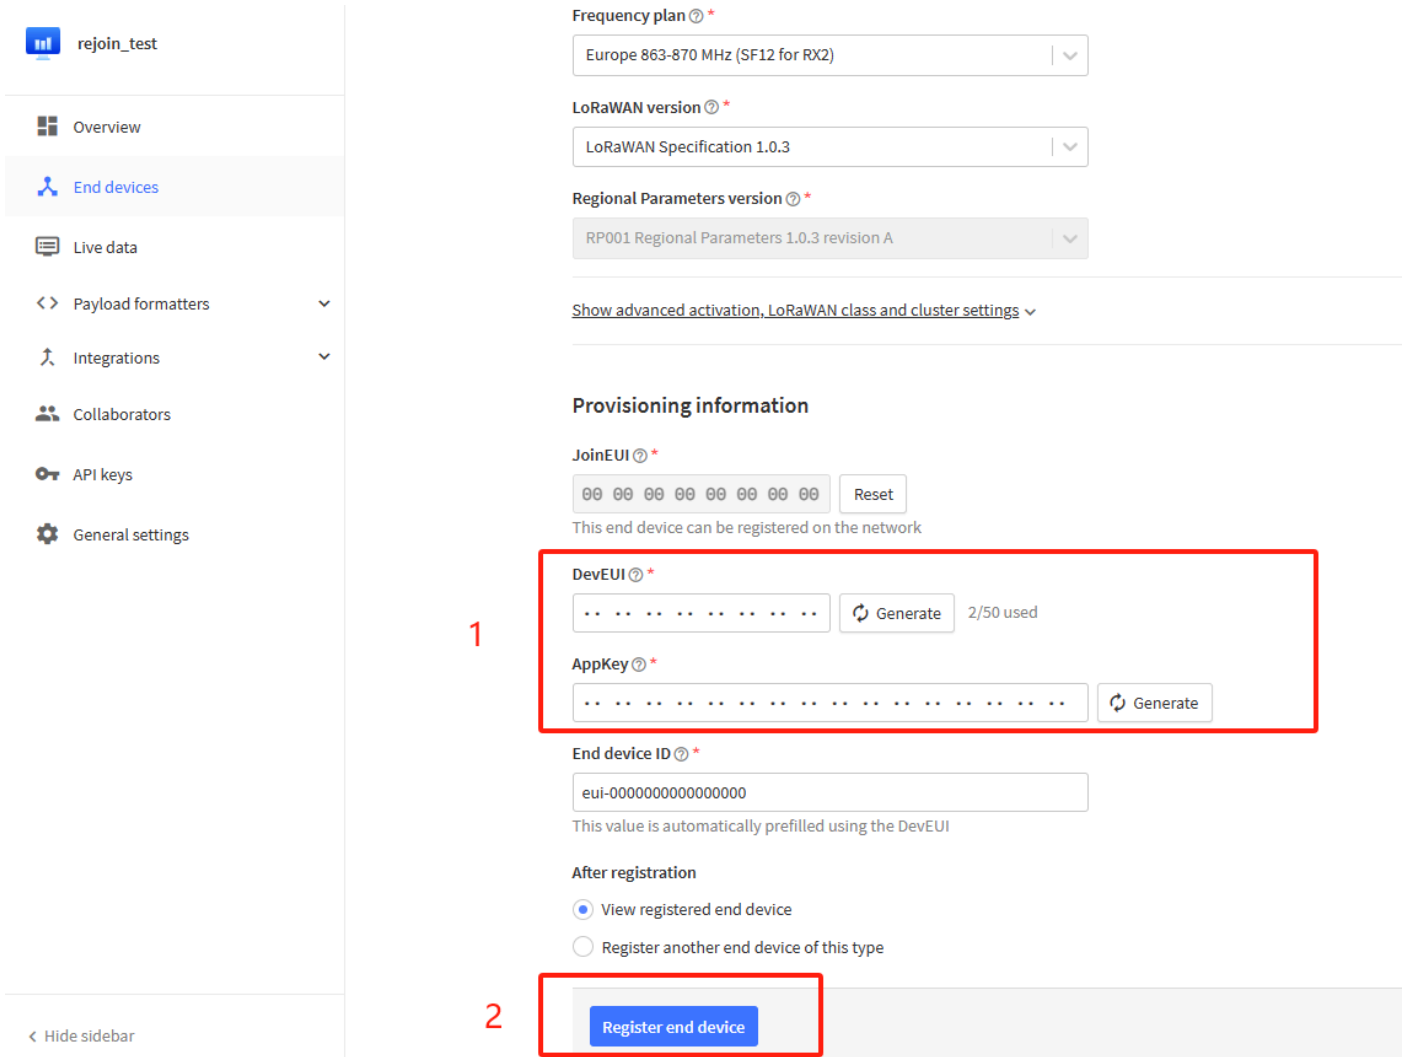 rejoin_test
Overview
End devices
Live data
Payload formatters
Integrations
Collaborators
API keys
General settings
< Hide sidebar
Frequency plan *
Europe 863-870 MHz (SF12 for RX2)
LoRaWAN version *
LoRaWAN Specification 1.0.3
Regional Parameters version *
RP001 Regional Parameters 1.0.3 revision A
Show advanced activation, LoRaWAN class and cluster settings
Provisioning information
JoinEUI *
00 00 00 00 00 00 00 00 Reset
This end device can be registered on the network
1
DevEUI *
·· ·· ·· ·· ·· ·· ·· ·· Generate 2/50 used
AppKey *
·· ·· ·· ·· ·· ·· ·· ·· ·· ·· ·· ·· ·· ·· ·· ·· Generate
End device ID *
eui-0000000000000000
This value is automatically prefilled using the DevEUI
After registration
View registered end device
Register another end device of this type
2
Register end device